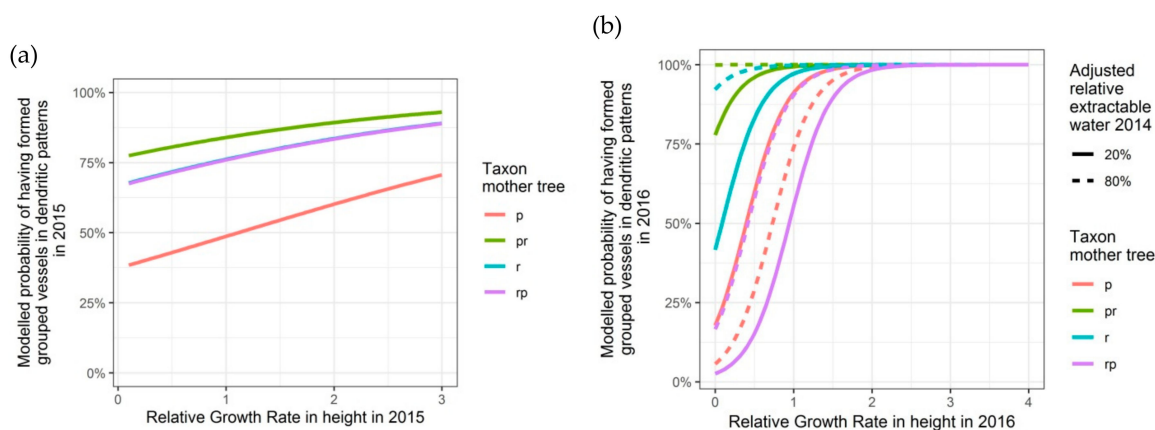 (a)
Modelled probability of having formed
grouped vessels in dendritic patterns
in 2015
100%
75%
50%
25%
0%
0
1
2
3
Relative Growth Rate in height in 2015
Taxon
mother tree
p
pr
r
rp
(b)
Modelled probability of having formed
grouped vessels in dendritic patterns
in 2016
100%
75%
50%
25%
0%
0
1
2
3
4
Relative Growth Rate in height in 2016
Adjusted
relative
extractable
water 2014
20%
80%
Taxon
mother tree
p
pr
r
rp